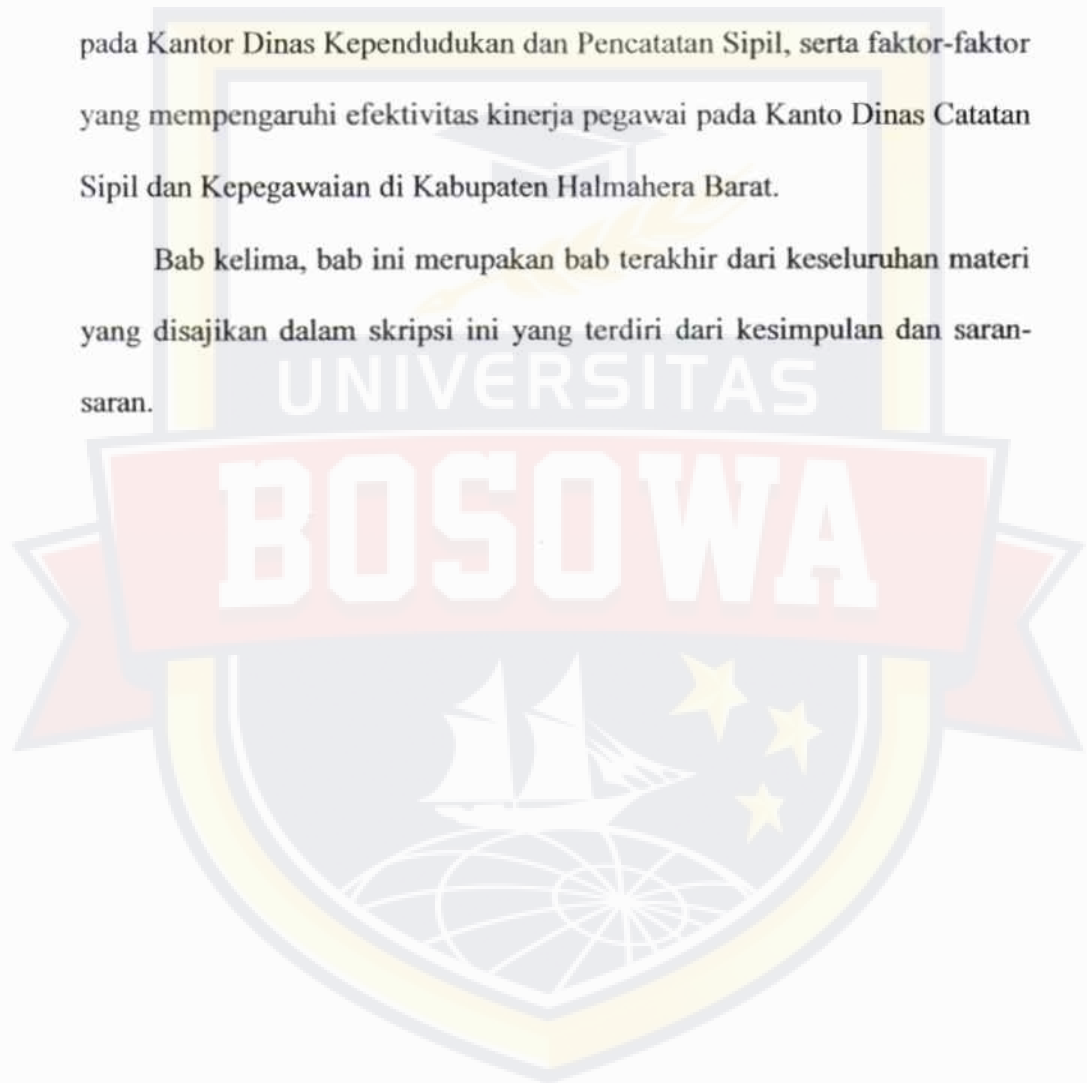 pada Kantor Dinas Kependudukan dan Pencatatan Sipil, serta faktor-faktor
yang mempengaruhi efektivitas kinerja pegawai pada Kanto Dinas Catatan
Sipil dan Kepegawaian di Kabupaten Halmahera Barat.
Bab kelima, bab ini merupakan bab terakhir dari keseluruhan materi
yang disajikan dalam skripsi ini yang terdiri dari kesimpulan dan saran-
saran.
UNIVERSITAS
BOSOWA